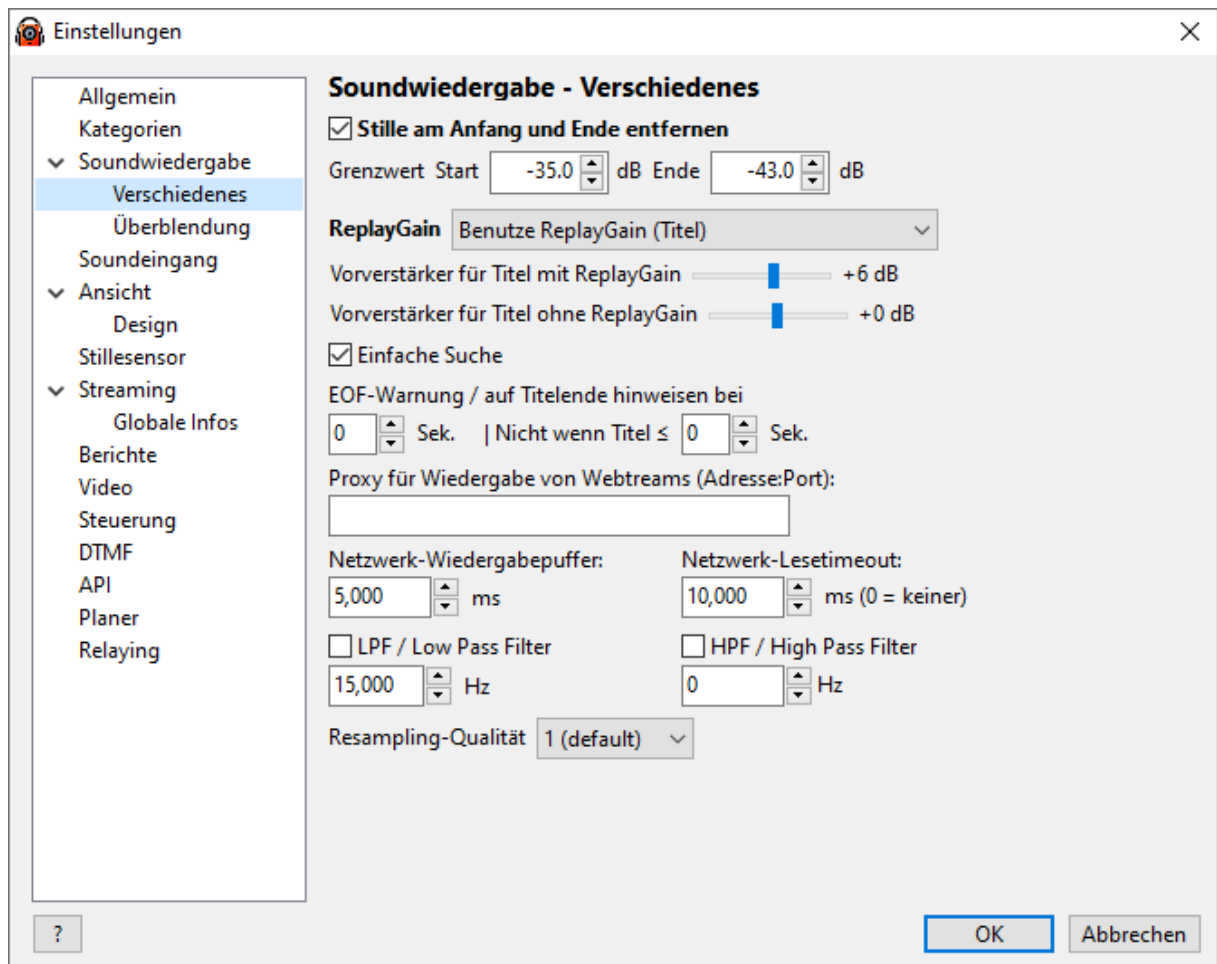 Einstellungen
Allgemein
Kategorien
Soundwiedergabe
Verschiedenes
Überblendung
Soundeingang
Ansicht
Design
Stillesensor
Streaming
Globale Infos
Berichte
Video
Steuerung
DTMF
API
Planer
Relaying
Soundwiedergabe - Verschiedenes
Stille am Anfang und Ende entfernen
Grenzwert Start -35.0 dB Ende -43.0 dB
ReplayGain Benutze ReplayGain (Titel)
Vorverstärker für Titel mit ReplayGain +6 dB
Vorverstärker für Titel ohne ReplayGain +0 dB
Einfache Suche
EOF-Warnung / auf Titelende hinweisen bei
0 Sek. | Nicht wenn Titel ≤ 0 Sek.
Proxy für Wiedergabe von Webtreams (Adresse:Port):
Netzwerk-Wiedergabepuffer: Netzwerk-Lesetimeout:
5,000 ms 10,000 ms (0 = keiner)
LPF / Low Pass Filter HPF / High Pass Filter
15,000 Hz 0 Hz
Resampling-Qualität 1 (default)
? OK Abbrechen